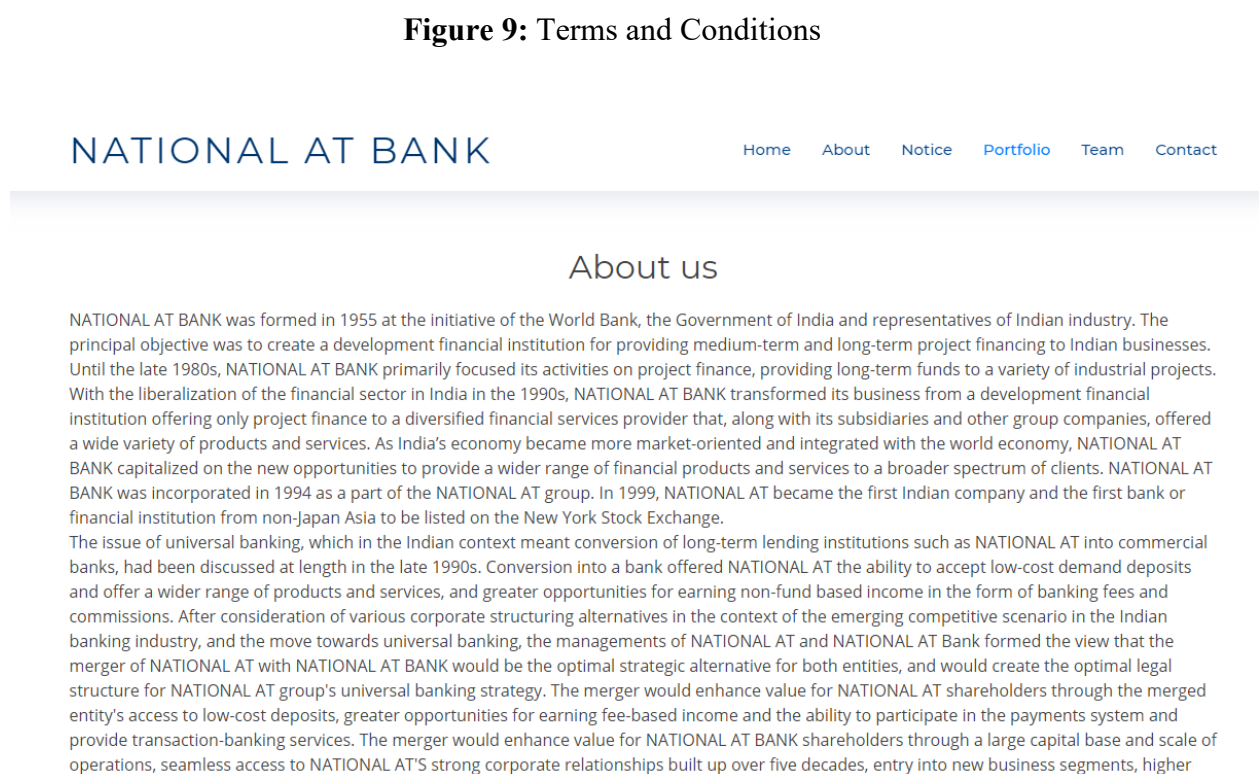 Figure 9: Terms and Conditions
NATIONAL AT BANK
Home About Notice Portfolio Team Contact
About us
NATIONAL AT BANK was formed in 1955 at the initiative of the World Bank, the Government of India and representatives of Indian industry. The
principal objective was to create a development financial institution for providing medium-term and long-term project financing to Indian businesses.
Until the late 1980s, NATIONAL AT BANK primarily focused its activities on project finance, providing long-term funds to a variety of industrial projects.
With the liberalization of the financial sector in India in the 1990s, NATIONAL AT BANK transformed its business from a development financial
institution offering only project finance to a diversified financial services provider that, along with its subsidiaries and other group companies, offered
a wide variety of products and services. As India’s economy became more market-oriented and integrated with the world economy, NATIONAL AT
BANK capitalized on the new opportunities to provide a wider range of financial products and services to a broader spectrum of clients. NATIONAL AT
BANK was incorporated in 1994 as a part of the NATIONAL AT group. In 1999, NATIONAL AT became the first Indian company and the first bank or
financial institution from non-Japan Asia to be listed on the New York Stock Exchange.
The issue of universal banking, which in the Indian context meant conversion of long-term lending institutions such as NATIONAL AT into commercial
banks, had been discussed at length in the late 1990s. Conversion into a bank offered NATIONAL AT the ability to accept low-cost demand deposits
and offer a wider range of products and services, and greater opportunities for earning non-fund based income in the form of banking fees and
commissions. After consideration of various corporate structuring alternatives in the context of the emerging competitive scenario in the Indian
banking industry, and the move towards universal banking, the managements of NATIONAL AT and NATIONAL AT Bank formed the view that the
merger of NATIONAL AT with NATIONAL AT BANK would be the optimal strategic alternative for both entities, and would create the optimal legal
structure for NATIONAL AT group's universal banking strategy. The merger would enhance value for NATIONAL AT shareholders through the merged
entity's access to low-cost deposits, greater opportunities for earning fee-based income and the ability to participate in the payments system and
provide transaction-banking services. The merger would enhance value for NATIONAL AT BANK shareholders through a large capital base and scale of
operations, seamless access to NATIONAL AT'S strong corporate relationships built up over five decades, entry into new business segments, higher